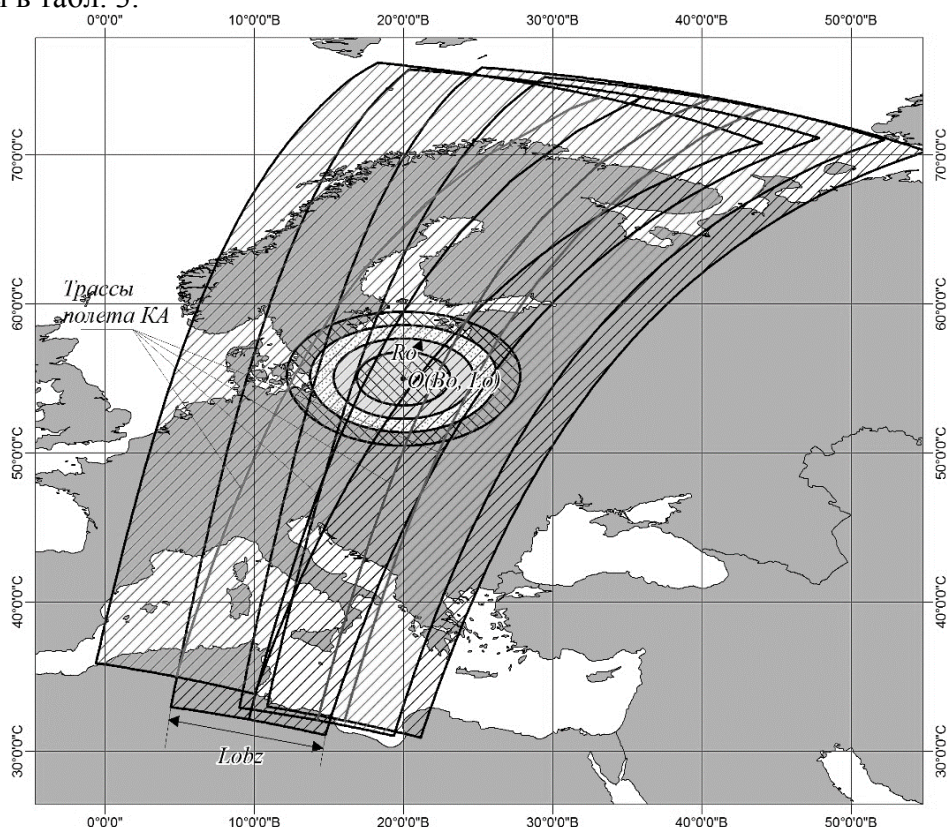 в табл. 3.
0°0'0" 10°0'0"В 20°0'0"В 30°0'0"В 40°0'0"В 50°0'0"В
70°0'0"С 70°0'0"С
60°0'0"С 60°0'0"С
Трассы
полета КА
Ro
O(Bo, Lo)
50°0'0"С 50°0'0"С
40°0'0"С 40°0'0"С
30°0'0"С 30°0'0"С
Lobz
0°0'0" 10°0'0"В 20°0'0"В 30°0'0"В 40°0'0"В 50°0'0"В